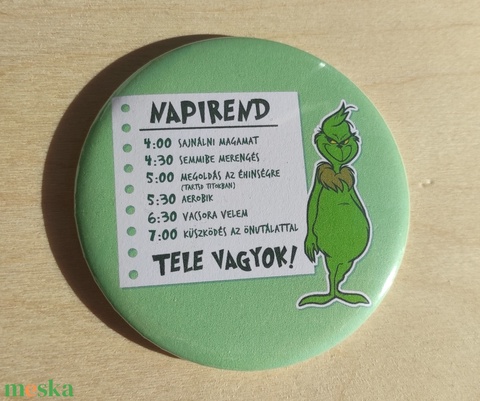 NAPIREND
4:00 SAJNÁLNI MAGAMAT
4:30 SEMMIBE MERENGÉS
5:00 MEGOLDÁS AZ ÉHINSÉGRE
(TARTSD TITOKBAN)
5:30 AEROBIK
6:30 VACSORA VELEM
7:00 KÜSZKÖDÉS AZ ÖNUTÁLATTAL
TELE VAGYOK!
meska